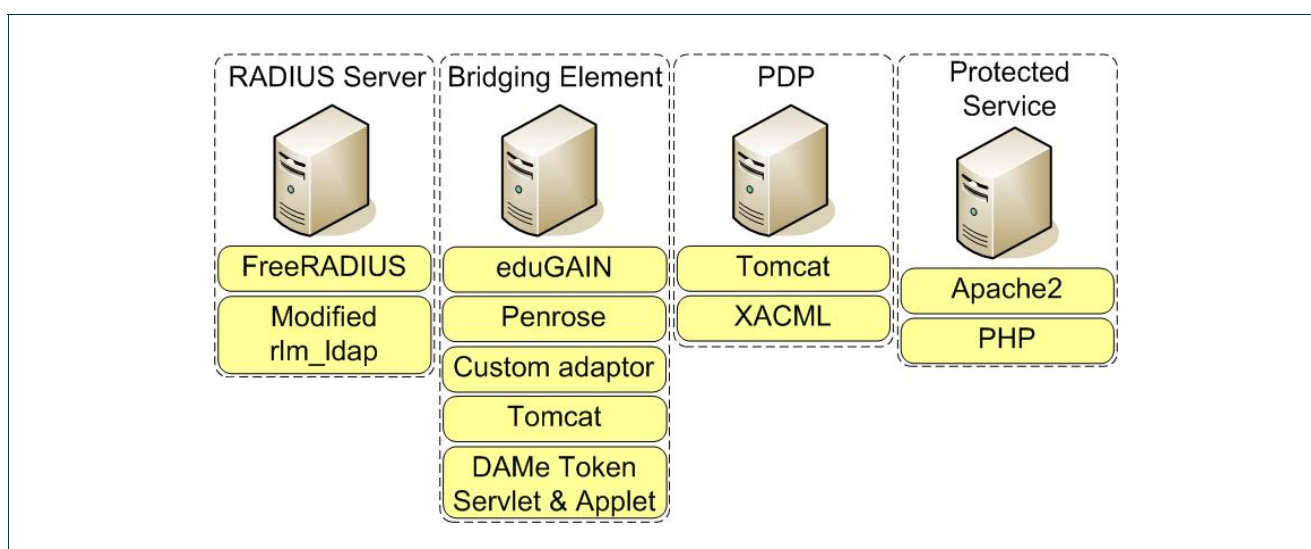 RADIUS Server
FreeRADIUS
Modified
rlm_ldap
Bridging Element
eduGAIN
Penrose
Custom adaptor
Tomcat
DAMe Token
Servlet & Applet
PDP
Tomcat
XACML
Protected
Service
Apache2
PHP